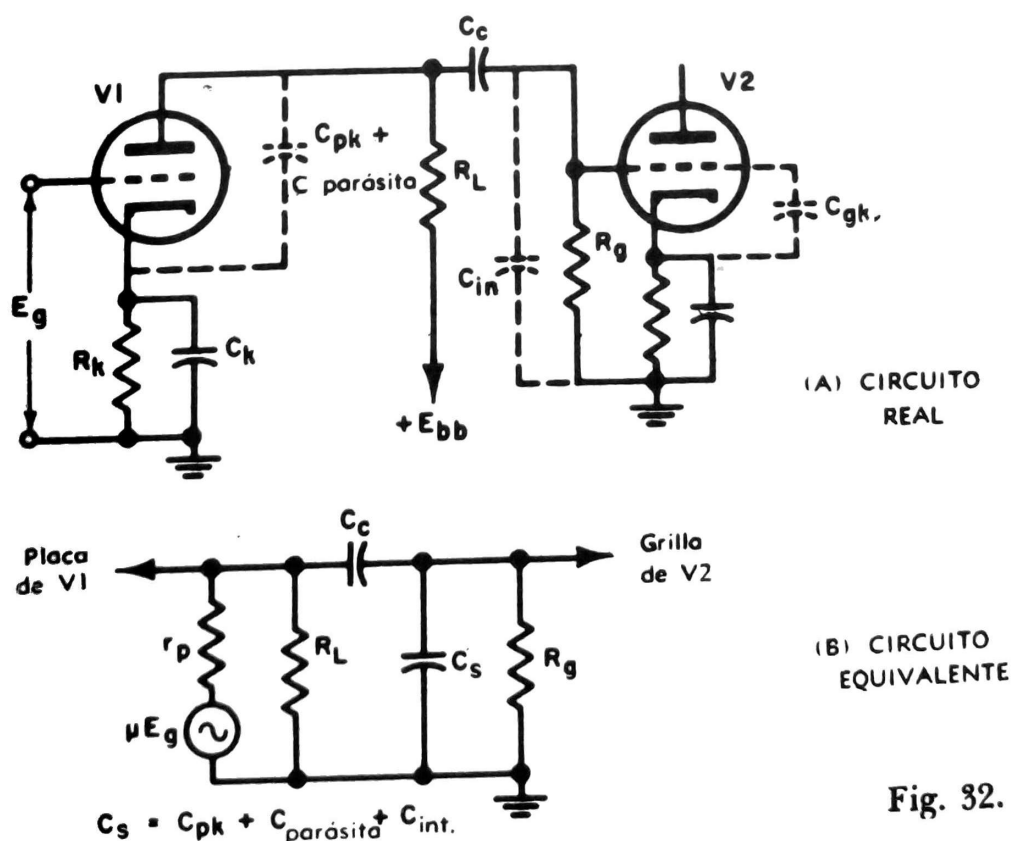 Cc
V1
V2
Cpk +
C parásita
RL
Cgk,
Rg
Cin
Eg
Rk
Ck
+ Ebb
(A) CIRCUITO
REAL
Cc
Placa
de V1
Grilla
de V2
rp
RL
Cs
Rg
(B) CIRCUITO
EQUIVALENTE
μEg
Fig. 32.
Cs = Cpk + Cparásita + Cint.